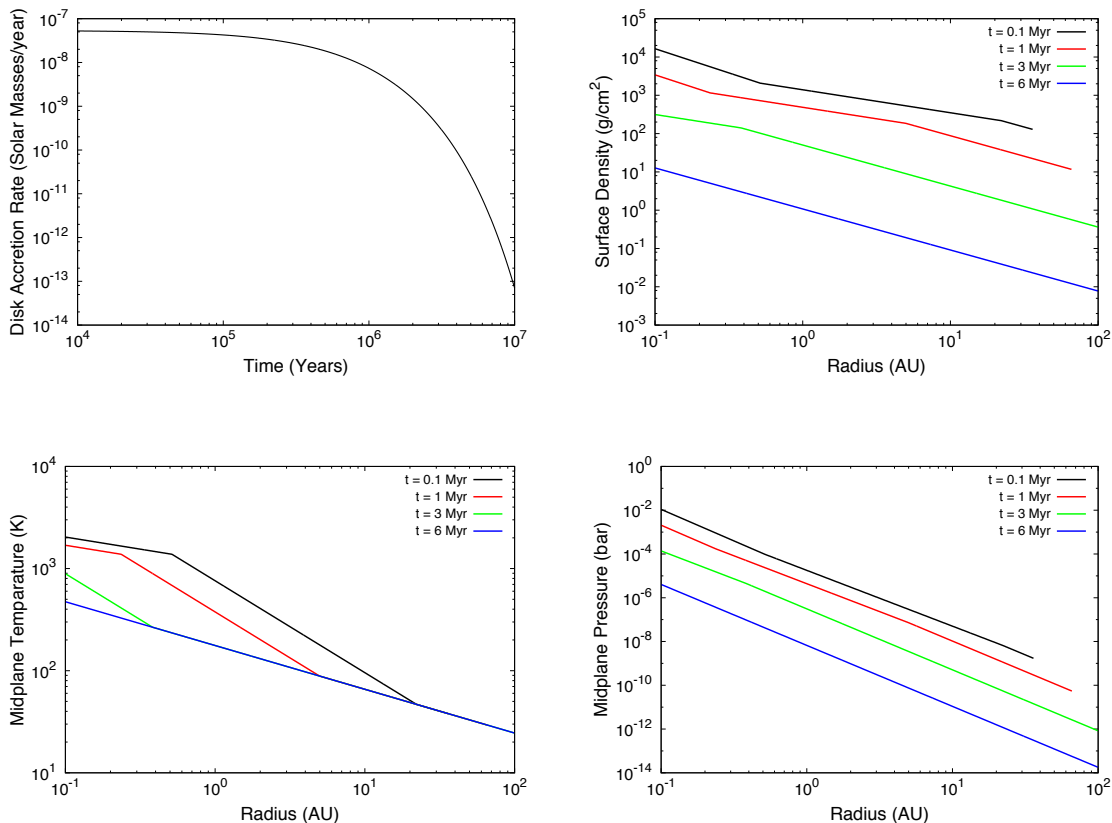 Disk Accretion Rate (Solar Masses/year)
10^-7
10^-8
10^-9
10^-10
10^-11
10^-12
10^-13
10^-14
10^4
10^5
10^6
10^7
Time (Years)
Surface Density (g/cm^2)
10^5
10^4
10^3
10^2
10^1
10^0
10^-1
10^-2
10^-3
10^-1
10^0
10^1
10^2
Radius (AU)
t = 0.1 Myr
t = 1 Myr
t = 3 Myr
t = 6 Myr
Midplane Temparature (K)
10^4
10^3
10^2
10^1
10^-1
10^0
10^1
10^2
Radius (AU)
t = 0.1 Myr
t = 1 Myr
t = 3 Myr
t = 6 Myr
Midplane Pressure (bar)
10^0
10^-2
10^-4
10^-6
10^-8
10^-10
10^-12
10^-14
10^-1
10^0
10^1
10^2
Radius (AU)
t = 0.1 Myr
t = 1 Myr
t = 3 Myr
t = 6 Myr